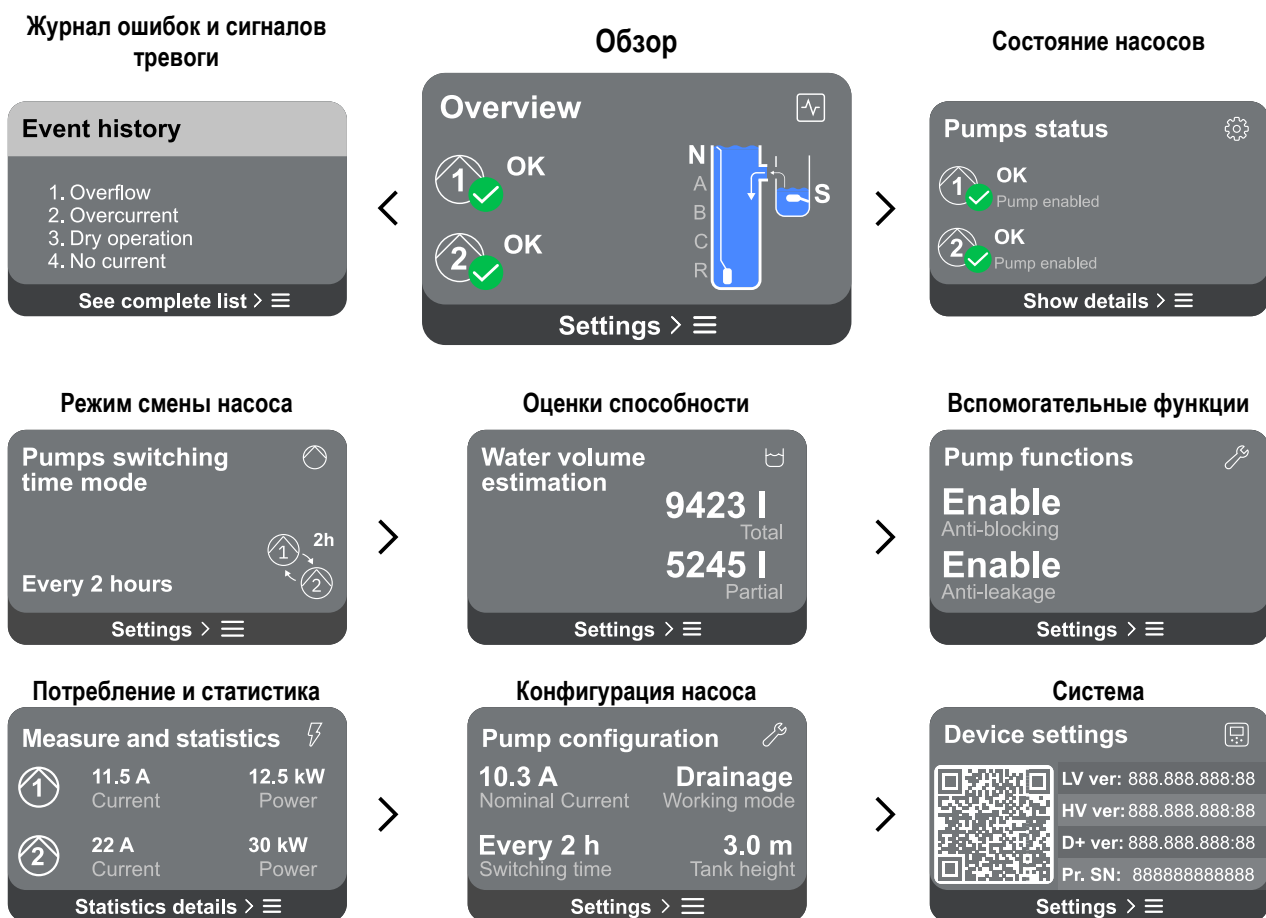 Журнал ошибок и сигналов
тревоги
Обзор
Состояние насосов
Event history
1. Overflow
2. Overcurrent
3. Dry operation
4. No current
See complete list >
Overview
1 OK
2 OK
N
A
B
C
R
S
Settings >
Pumps status
1 OK
Pump enabled
2 OK
Pump enabled
Show details >
Режим смены насоса
Оценки способности
Вспомогательные функции
Pumps switching
time mode
2h
1
2
Every 2 hours
Settings >
Water volume
estimation
9423 l
Total
5245 l
Partial
Settings >
Pump functions
Enable
Anti-blocking
Enable
Anti-leakage
Settings >
Потребление и статистика
Конфигурация насоса
Система
Measure and statistics
1 11.5 A 12.5 kW
Current Power
2 22 A 30 kW
Current Power
Statistics details >
Pump configuration
10.3 A Drainage
Nominal Current Working mode
Every 2 h 3.0 m
Switching time Tank height
Settings >
Device settings
LV ver: 888.888.888:88
HV ver: 888.888.888:88
D+ ver: 888.888.888:88
Pr. SN: 888888888888
Settings >